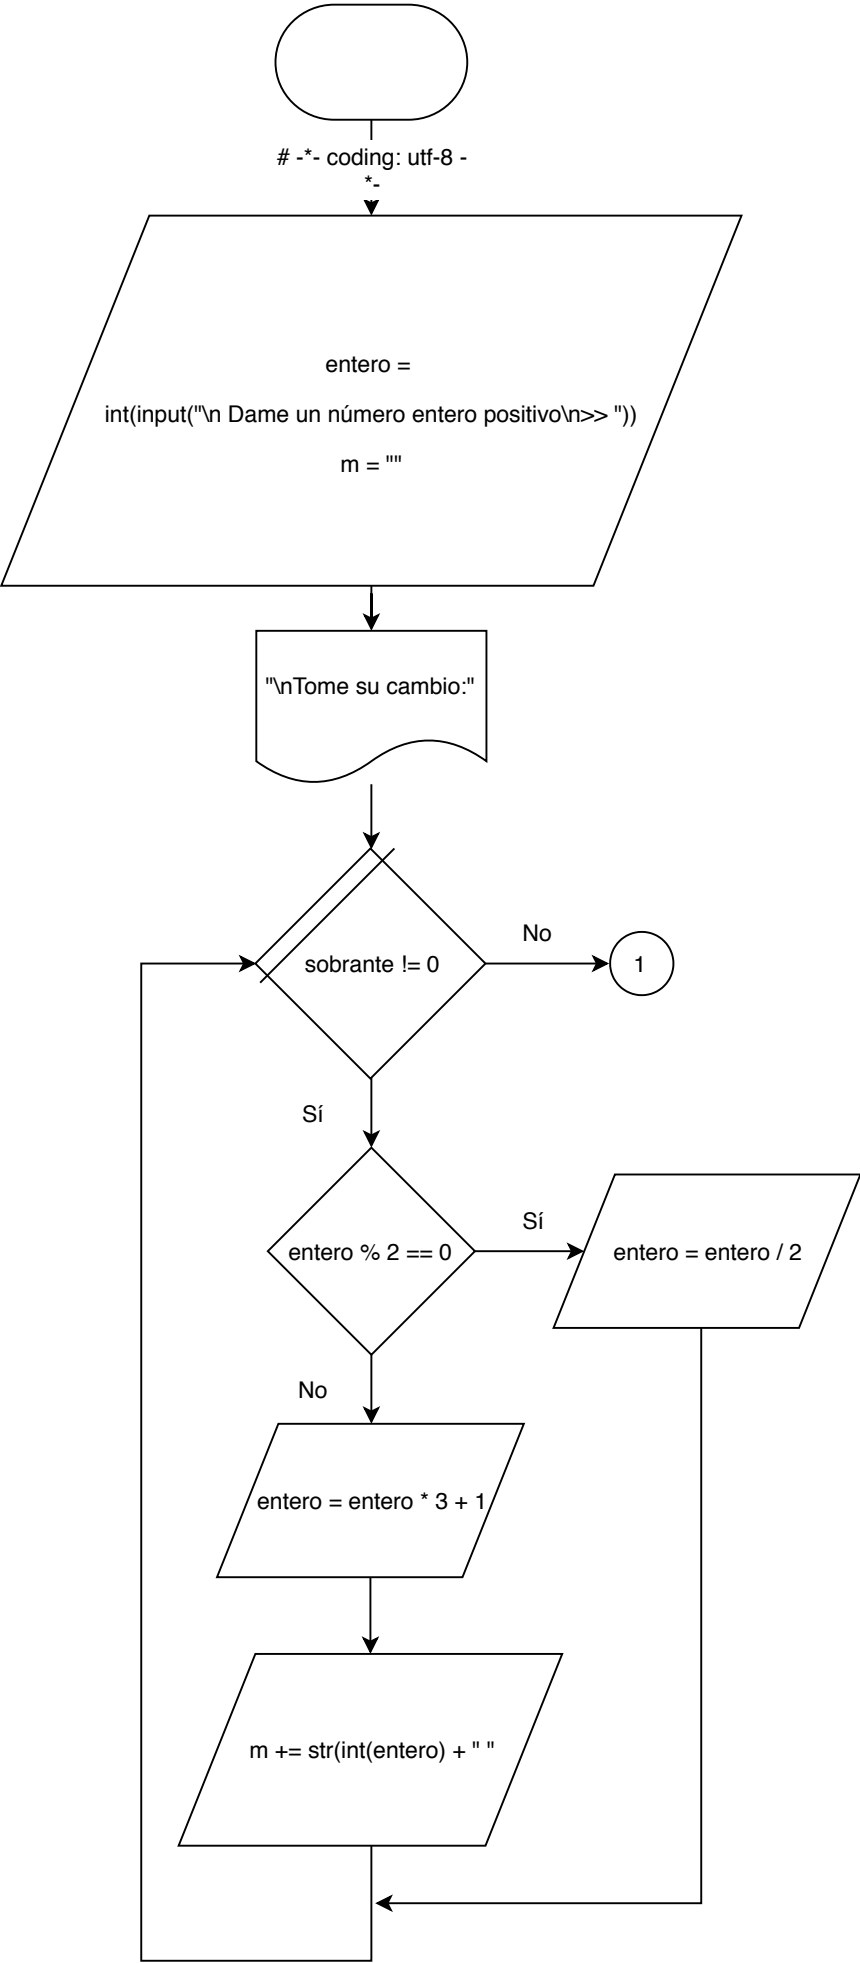 # -*- coding: utf-8 -
*-
entero =
int(input("\n Dame un número entero positivo\n>> "))
m = ""
"\nTome su cambio:"
sobrante != 0
No
1
Sí
entero % 2 == 0
Sí
entero = entero / 2
No
entero = entero * 3 + 1
m += str(int(entero) + " "